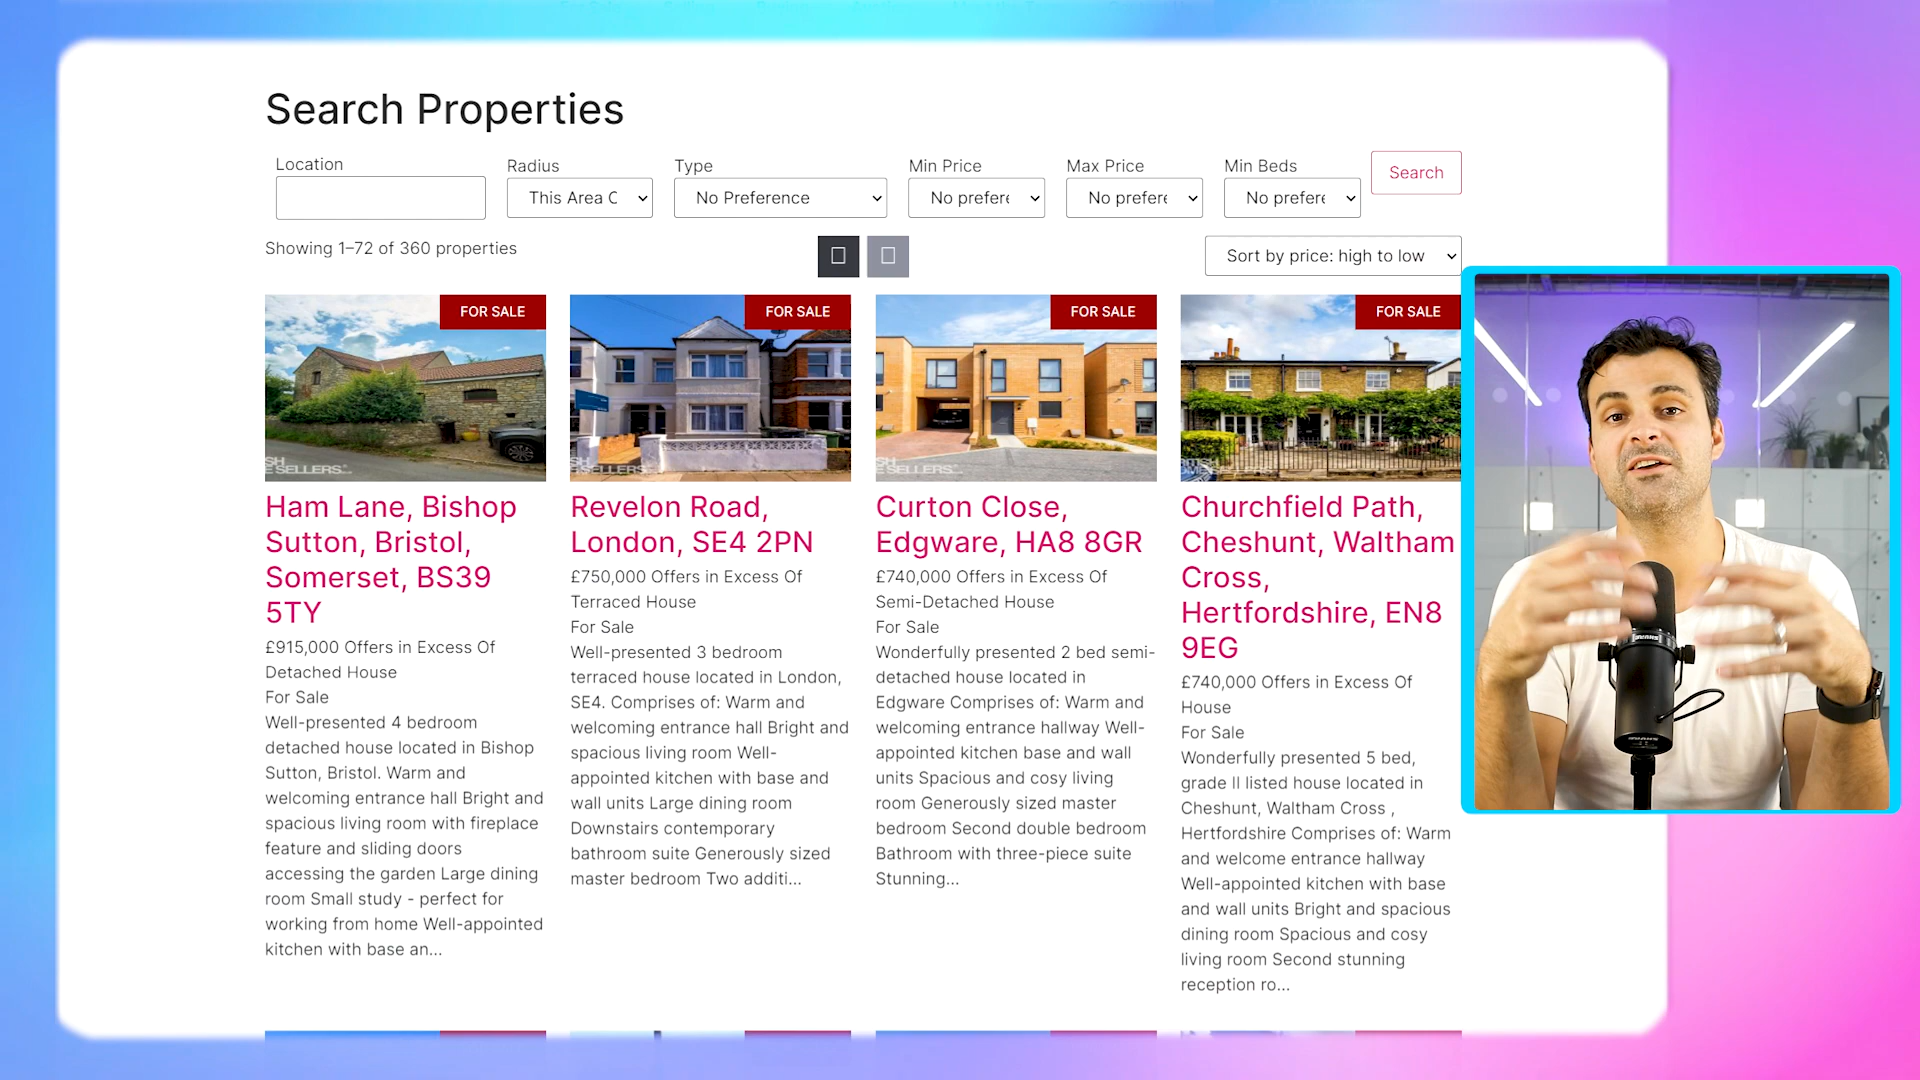 Search Properties
Location
Radius
Type
Min Price
Max Price
Min Beds
Search
This Area O
No Preference
No prefere
No prefere
No prefere
Showing 1–72 of 360 properties
Sort by price: high to low
FOR SALE
FOR SALE
FOR SALE
FOR SALE
SH
E SELLERS.
SH
E SELLERS.
SH
E SELLERS.
Ham Lane, Bishop
Sutton, Bristol,
Somerset, BS39
5TY
£915,000 Offers in Excess Of
Detached House
For Sale
Well-presented 4 bedroom
detached house located in Bishop
Sutton, Bristol. Warm and
welcoming entrance hall Bright and
spacious living room with fireplace
feature and sliding doors
accessing the garden Large dining
room Small study - perfect for
working from home Well-appointed
kitchen with base an...
Revelon Road,
London, SE4 2PN
£750,000 Offers in Excess Of
Terraced House
For Sale
Well-presented 3 bedroom
terraced house located in London,
SE4. Comprises of: Warm and
welcoming entrance hall Bright and
spacious living room Well-
appointed kitchen with base and
wall units Large dining room
Downstairs contemporary
bathroom suite Generously sized
master bedroom Two additi...
Curton Close,
Edgware, HA8 8GR
£740,000 Offers in Excess Of
Semi-Detached House
For Sale
Wonderfully presented 2 bed semi-
detached house located in
Edgware Comprises of: Warm and
welcoming entrance hallway Well-
appointed kitchen base and wall
units Spacious and cosy living
room Generously sized master
bedroom Second double bedroom
Bathroom with three-piece suite
Stunning...
Churchfield Path,
Cheshunt, Waltham
Cross,
Hertfordshire, EN8
9EG
£740,000 Offers in Excess Of
House
For Sale
Wonderfully presented 5 bed,
grade II listed house located in
Cheshunt, Waltham Cross ,
Hertfordshire Comprises of: Warm
and welcome entrance hallway
Well-appointed kitchen with base
and wall units Bright and spacious
dining room Spacious and cosy
living room Second stunning
reception ro...